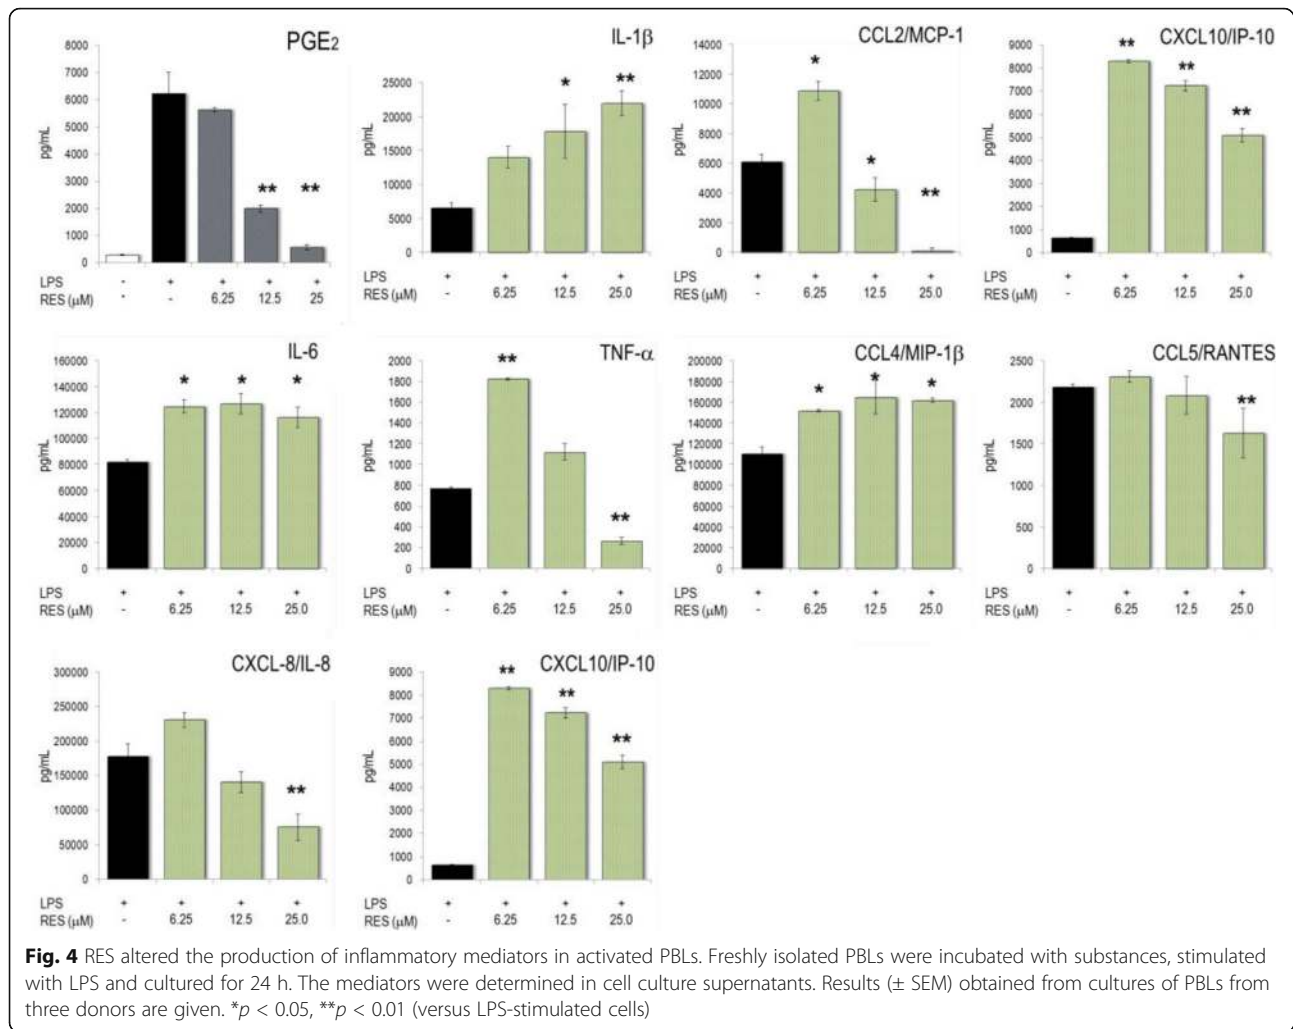 PGE2
8000
7000
6000
5000
4000
3000
2000
1000
0
pg/mL
** **
LPS - + + + +
RES (µM) - - 6.25 12.5 25
IL-1β
25000
20000
15000
10000
5000
0
pg/mL
* **
LPS + + + +
RES (µM) - 6.25 12.5 25.0
CCL2/MCP-1
14000
12000
10000
8000
6000
4000
2000
0
pg/mL
* * **
LPS + + + +
RES (µM) - 6.25 12.5 25.0
CXCL10/IP-10
9000
8000
7000
6000
5000
4000
3000
2000
1000
0
pg/mL
** ** **
LPS + + + +
RES (µM) - 6.25 12.5 25.0
IL-6
160000
140000
120000
100000
80000
60000
40000
20000
0
pg/mL
* * *
LPS + + + +
RES (µM) - 6.25 12.5 25.0
TNF-α
2000
1800
1600
1400
1200
1000
800
600
400
200
0
pg/mL
** **
LPS + + + +
RES (µM) - 6.25 12.5 25.0
CCL4/MIP-1β
200000
180000
160000
140000
120000
100000
80000
60000
40000
20000
0
pg/mL
* * *
LPS + + + +
RES (µM) - 6.25 12.5 25.0
CCL5/RANTES
2500
2000
1500
1000
500
0
pg/mL
**
LPS + + + +
RES (µM) - 6.25 12.5 25.0
CXCL-8/IL-8
300000
250000
200000
150000
100000
50000
0
pg/mL
**
LPS + + + +
RES (µM) - 6.25 12.5 25.0
CXCL10/IP-10
9000
8000
7000
6000
5000
4000
3000
2000
1000
0
pg/mL
** ** **
LPS + + + +
RES (µM) - 6.25 12.5 25.0
Fig. 4 RES altered the production of inflammatory mediators in activated PBLs. Freshly isolated PBLs were incubated with substances, stimulated
with LPS and cultured for 24 h. The mediators were determined in cell culture supernatants. Results (± SEM) obtained from cultures of PBLs from
three donors are given. *p < 0.05, **p < 0.01 (versus LPS-stimulated cells)